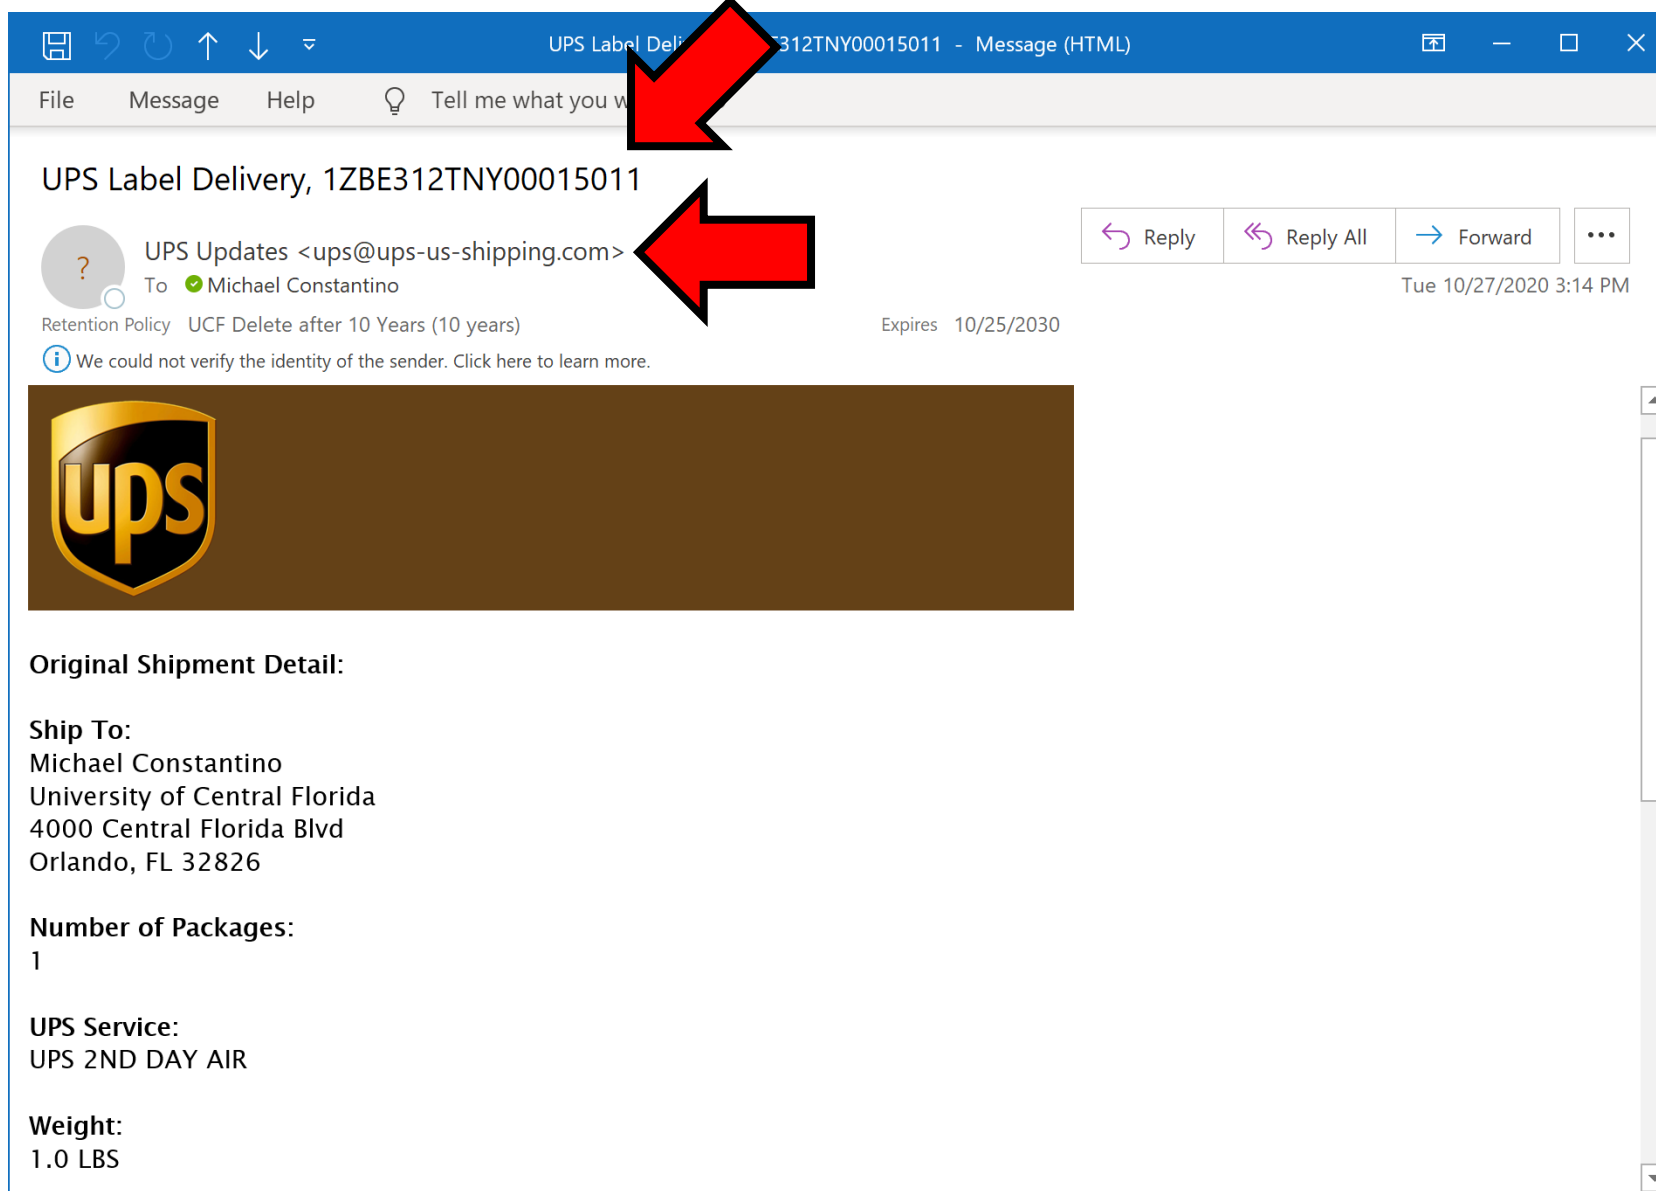 UPS Label Deli 312TNY00015011 - Message (HTML)
File Message Help Tell me what you w
UPS Label Delivery, 1ZBE312TNY00015011
UPS Updates <ups@ups-us-shipping.com>
Reply Reply All Forward
?
To Michael Constantino
Tue 10/27/2020 3:14 PM
Retention Policy UCF Delete after 10 Years (10 years) Expires 10/25/2030
We could not verify the identity of the sender. Click here to learn more.
ups
Original Shipment Detail:
Ship To:
Michael Constantino
University of Central Florida
4000 Central Florida Blvd
Orlando, FL 32826
Number of Packages:
1
UPS Service:
UPS 2ND DAY AIR
Weight:
1.0 LBS